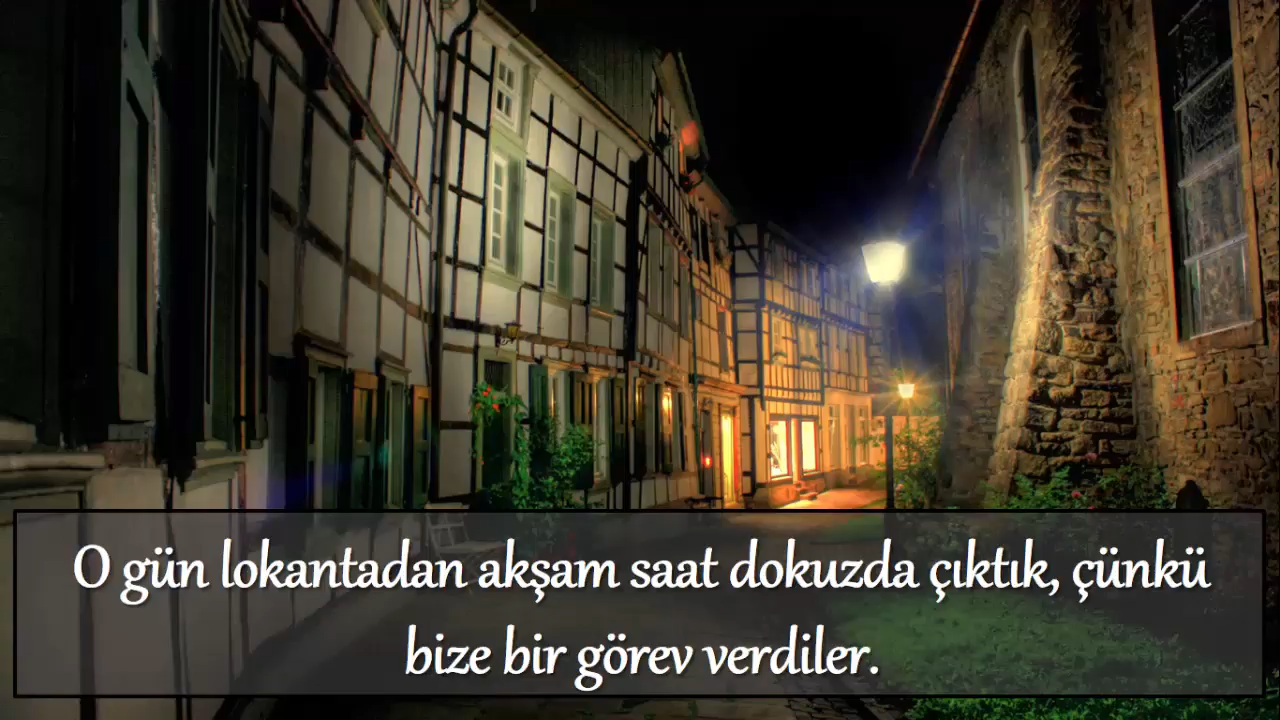 O gün lokantadan akşam saat dokuzda çıktık, çünkü
bize bir görev verdiler.